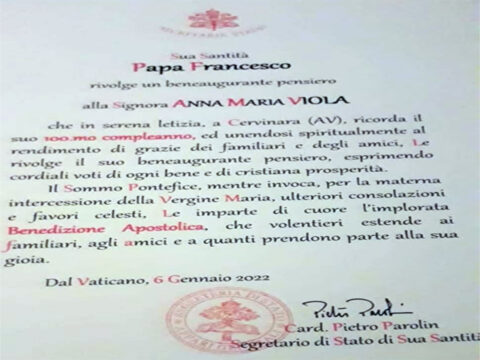 Sua Santità
Papa Francesco
rivolge un beneaugurante pensiero
alla Signora ANNA MARIA VIOLA
che in serena letizia, a Cervinara (AV), ricorda il
suo 100.mo compleanno, ed unendosi spiritualmente al
rendimento di grazie dei familiari e degli amici, Le
rivolge il suo beneaugurante pensiero, esprimendo
cordiali voti di ogni bene e di cristiana prosperità.
Il Sommo Pontefice, mentre invoca, per la materna
intercessione della Vergine Maria, ulteriori consolazioni
e favori celesti, Le imparte di cuore l'implorata
Benedizione Apostolica, che volentieri estende ai
familiari, agli amici e a quanti prendono parte alla sua
gioia.
Dal Vaticano, 6 Gennaio 2022
Pietro Parolin
Card. Pietro Parolin
Segretario di Stato di Sua Santità